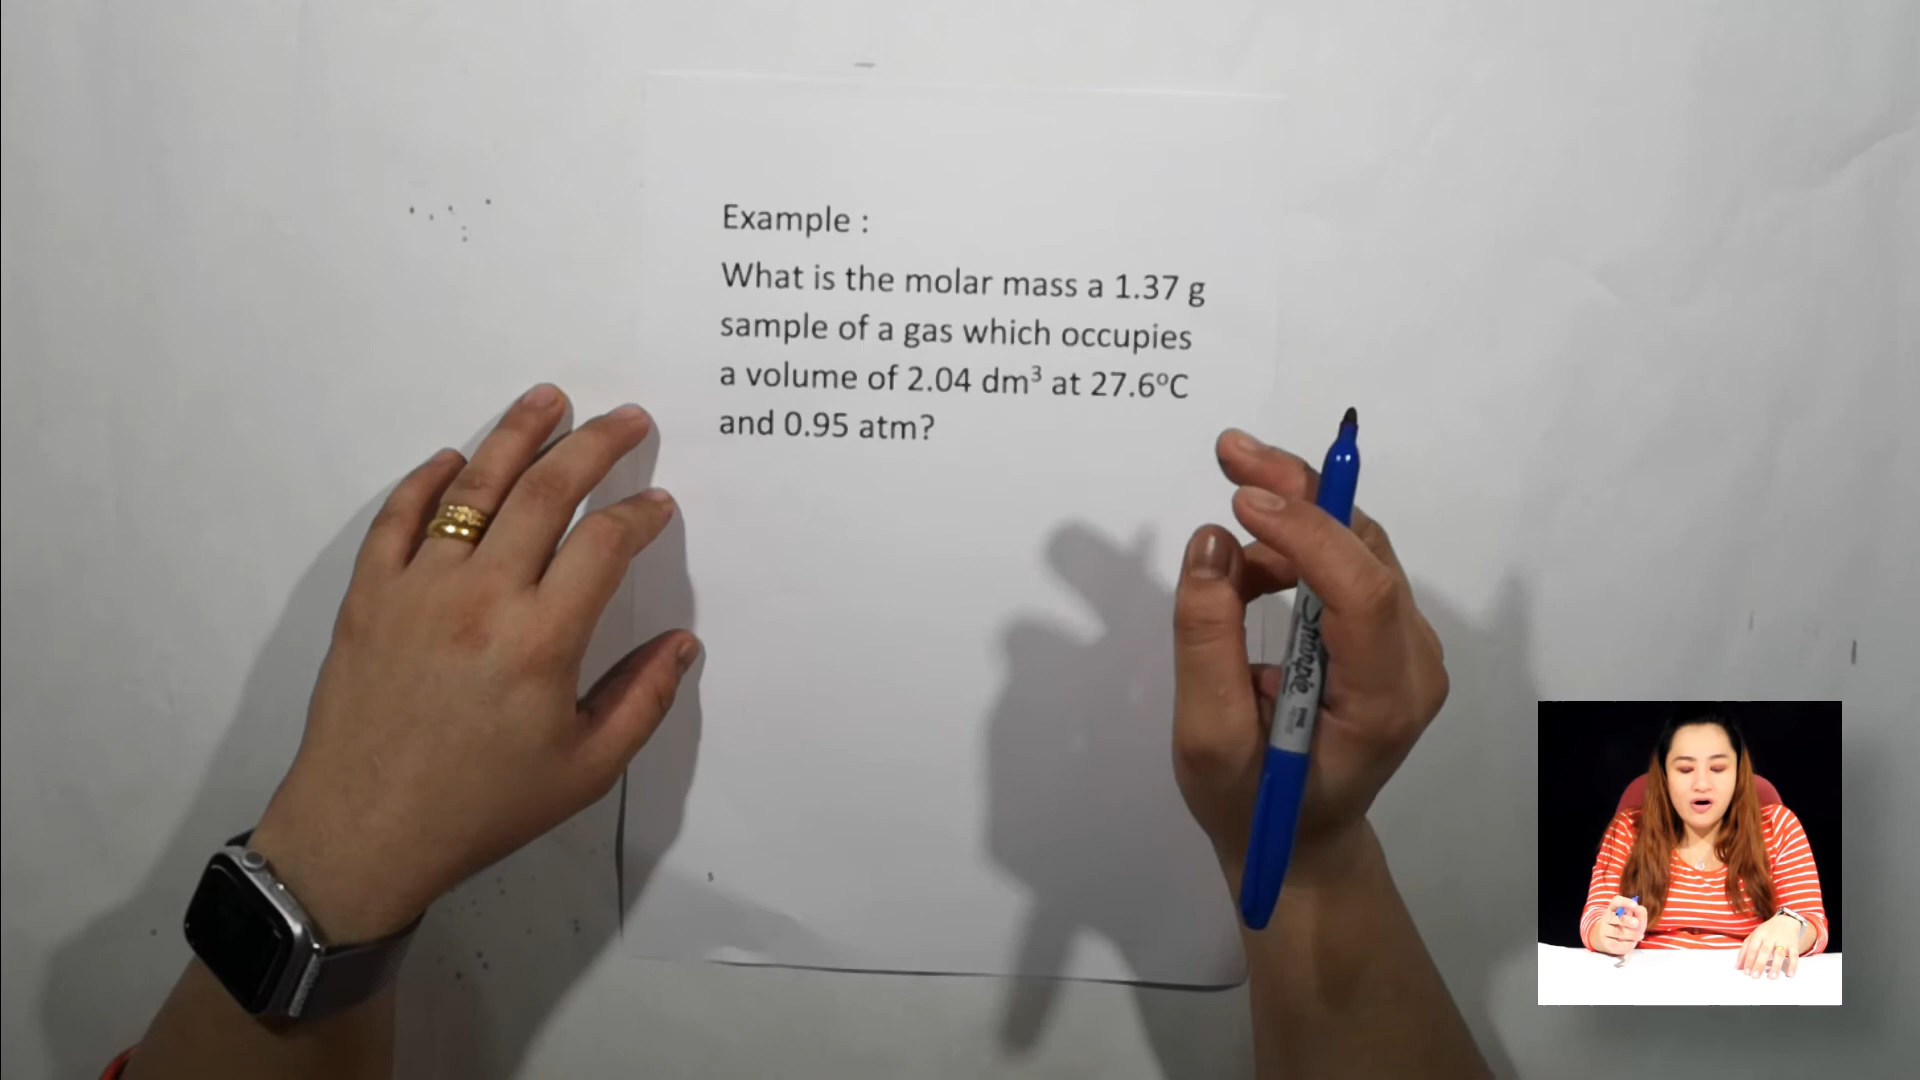 Example :
What is the molar mass a 1.37 g
sample of a gas which occupies
a volume of 2.04 dm³ at 27.6ºC
and 0.95 atm?
Sharpie